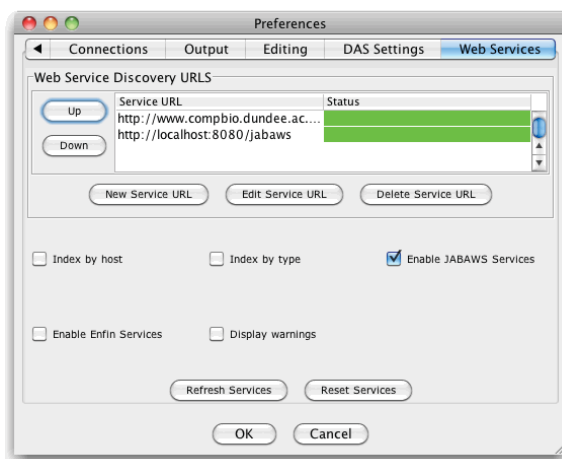 Preferences
Connections Output Editing DAS Settings Web Services
Web Service Discovery URLS
Service URL Status
Up
http://www.compbio.dundee.ac....
http://localhost:8080/jabaws
Down
New Service URL Edit Service URL Delete Service URL
Index by host Index by type Enable JABAWS Services
Enable Enfin Services Display warnings
Refresh Services Reset Services
OK Cancel